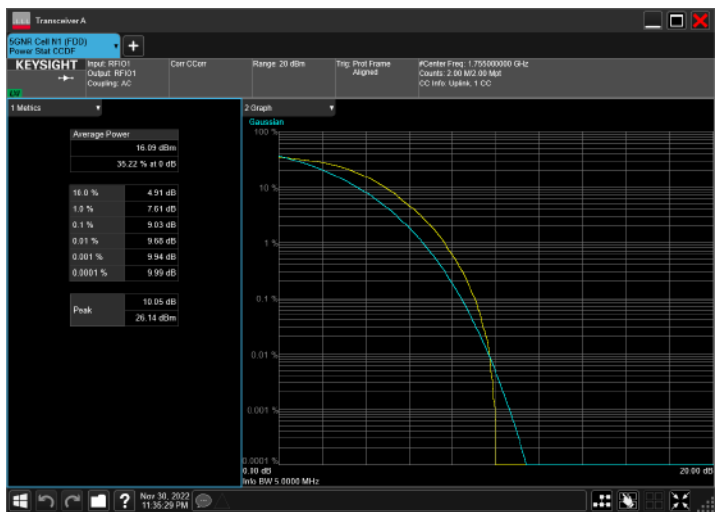 Transceiver A
5GNR Cell N1 (FDD)
Power Stat CCDF
KEYSIGHT
Input: RFIO1
Output: RFIO1
Coupling: AC
Corr CCorr
Range: 20 dBm
Trig: Prot Frame
Aligned
#Center Freq: 1.755000000 GHz
Counts: 2.00 M/2.00 Mpt
CC Info: Uplink, 1 CC
1 Metrics
Average Power
16.09 dBm
35.22 % at 0 dB
10.0 % 4.91 dB
1.0 % 7.61 dB
0.1 % 9.03 dB
0.01 % 9.68 dB
0.001 % 9.94 dB
0.0001 % 9.99 dB
Peak
10.05 dB
26.14 dBm
2 Graph
Gaussian
100 %
10 %
1 %
0.1 %
0.01 %
0.001 %
0.0001 %
0.00 dB
20.00 dB
Info BW 5.0000 MHz
?
Nov 30, 2022
11:35:29 PM